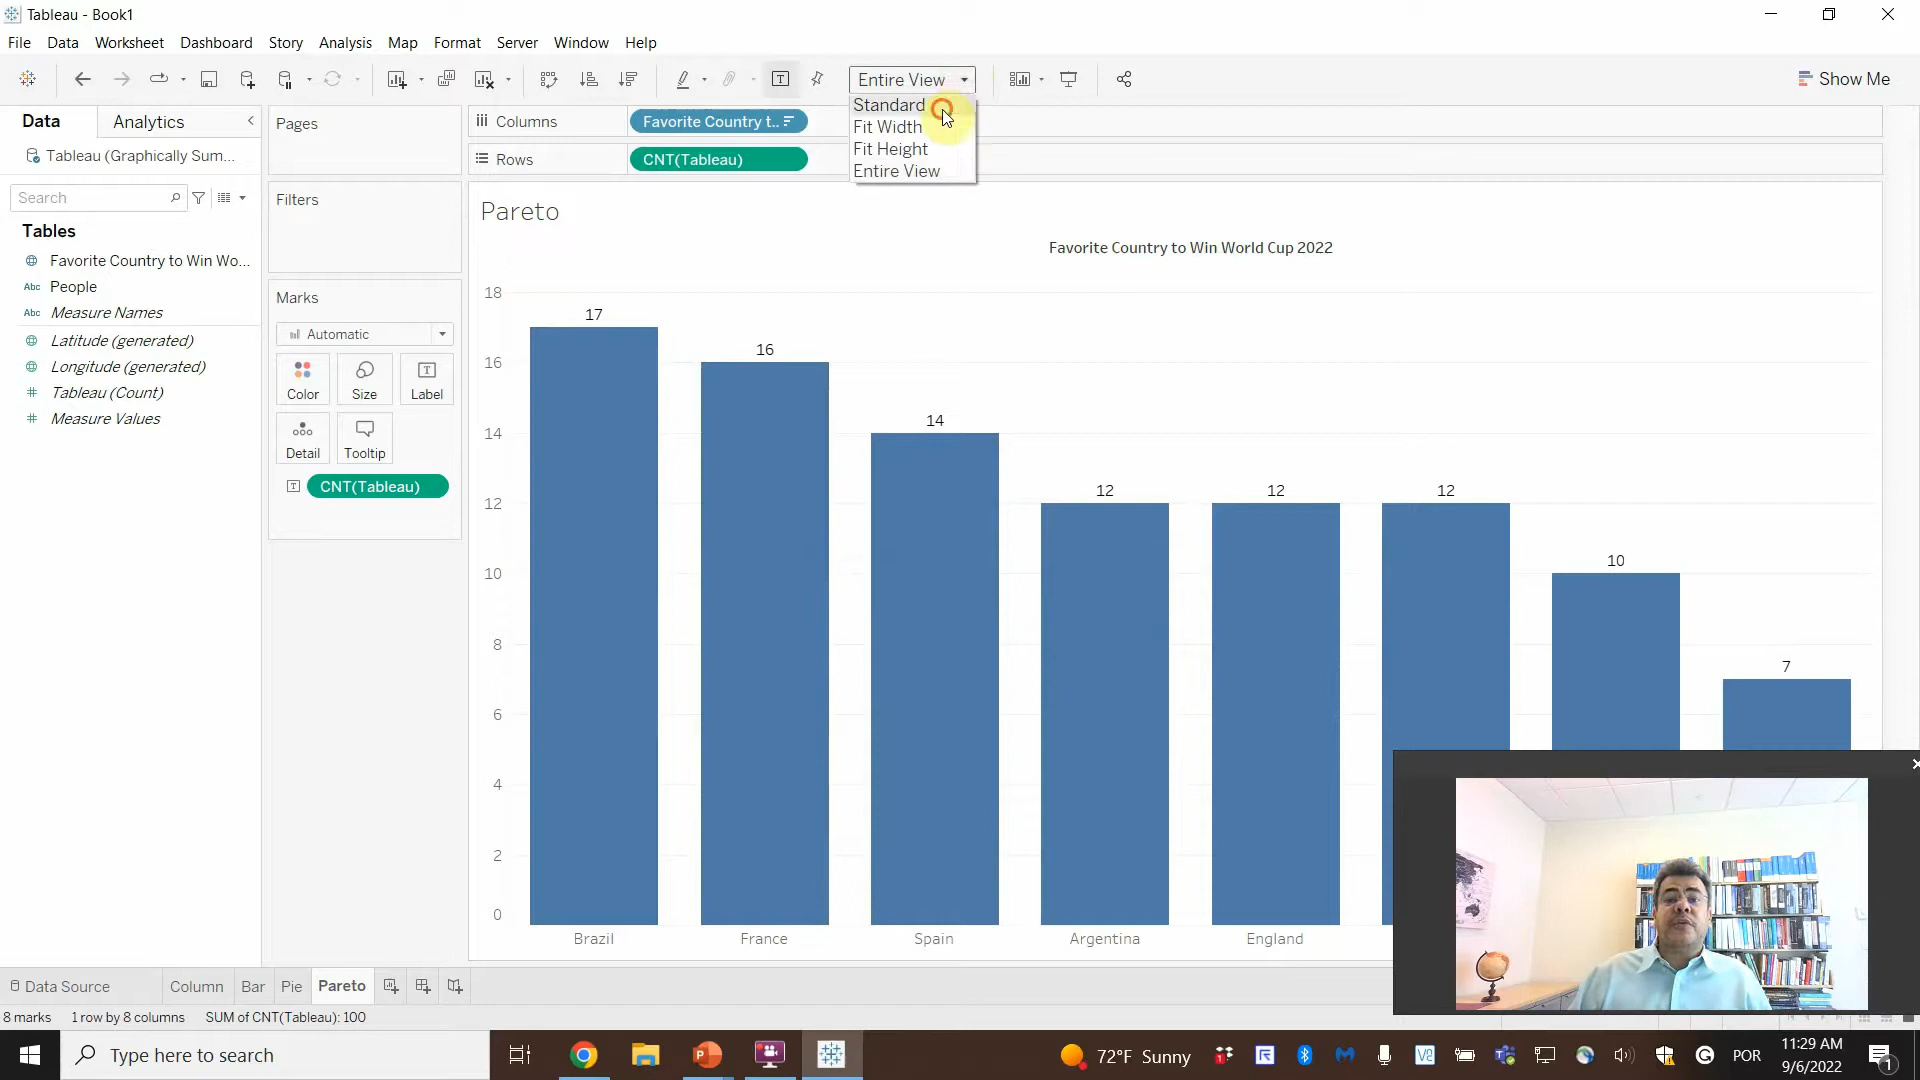 Tableau - Book1
File Data Worksheet Dashboard Story Analysis Map Format Server Window Help
Entire View
Show Me
Standard
Fit Width
Fit Height
Entire View
Data Analytics
Tableau (Graphically Sum...
Search
Tables
Favorite Country to Win Wo...
Abc People
Abc Measure Names
Latitude (generated)
Longitude (generated)
# Tableau (Count)
# Measure Values
Pages
Filters
Marks
Automatic
Color Size Label
Detail Tooltip
CNT(Tableau)
Columns Favorite Country t..
Rows CNT(Tableau)
Pareto
Favorite Country to Win World Cup 2022
18
16
14
12
10
8
6
4
2
0
17 16 14 12 12 12 10 7
Brazil France Spain Argentina England
Data Source Column Bar Pie Pareto
8 marks 1 row by 8 columns SUM of CNT(Tableau): 100
Type here to search
72°F Sunny
POR
11:29 AM
9/6/2022
1